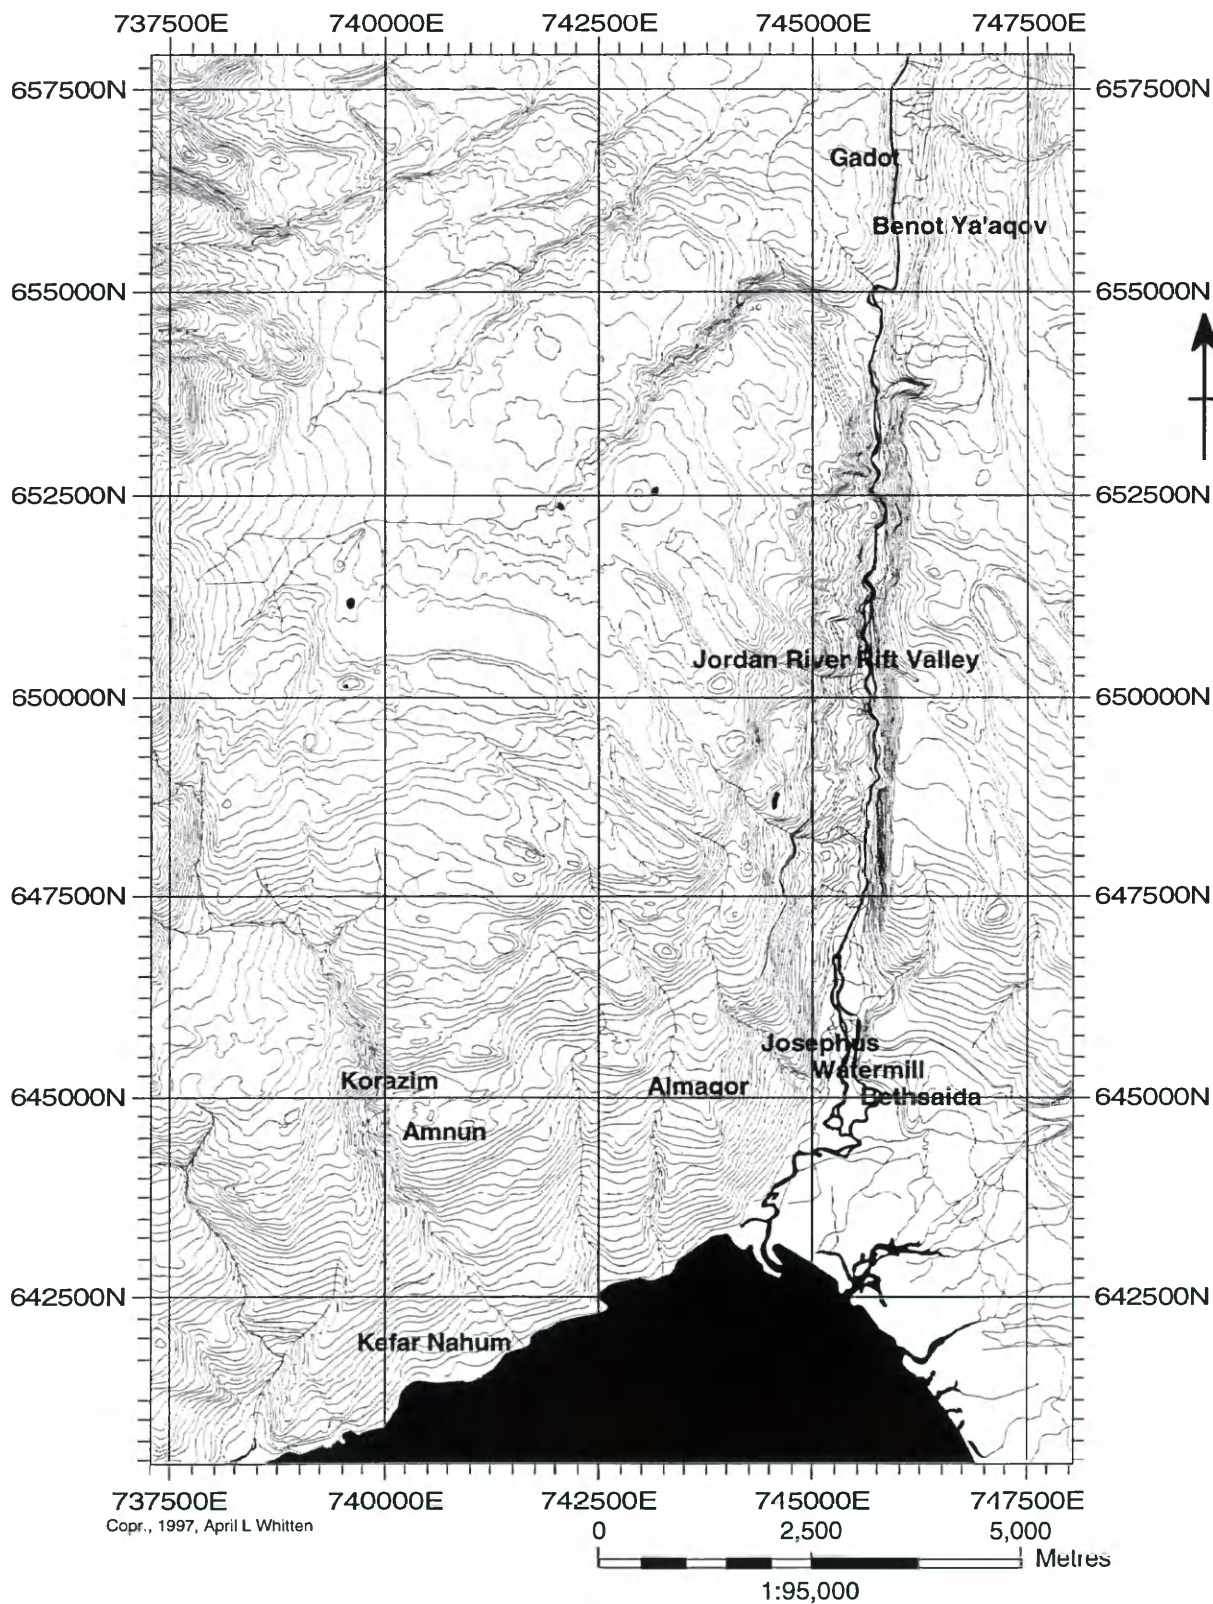 737500E 740000E 742500E 745000E 747500E
657500N 657500N
Gadot
Benot Ya'aqov
655000N 655000N
652500N 652500N
Jordan River Rift Valley
650000N 650000N
647500N 647500N
Josephus
Watermill
Korazim Almagor Bethsaida
645000N 645000N
Amnun
642500N 642500N
Kefar Nahum
737500E 740000E 742500E 745000E 747500E
Copr., 1997, April L Whitten
0 2,500 5,000
Metres
1:95,000